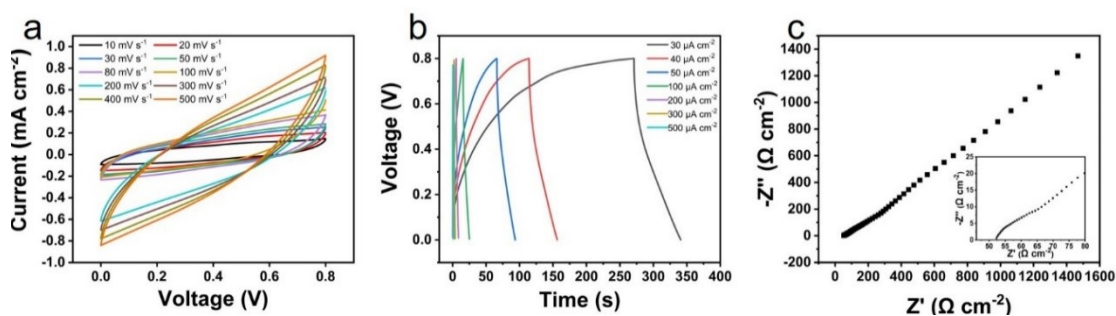 a
10 mV s⁻¹ 20 mV s⁻¹
30 mV s⁻¹ 50 mV s⁻¹
80 mV s⁻¹ 100 mV s⁻¹
200 mV s⁻¹ 300 mV s⁻¹
400 mV s⁻¹ 500 mV s⁻¹
Current (mA cm⁻²)
1.0
0.8
0.6
0.4
0.2
0.0
-0.2
-0.4
-0.6
-0.8
-1.0
0.0 0.2 0.4 0.6 0.8
Voltage (V)
b
30 μA cm⁻²
40 μA cm⁻²
50 μA cm⁻²
100 μA cm⁻²
200 μA cm⁻²
300 μA cm⁻²
500 μA cm⁻²
Voltage (V)
1.0
0.8
0.6
0.4
0.2
0.0
0 50 100 150 200 250 300 350 400
Time (s)
c
-Z'' (Ω cm⁻²)
1400
1200
1000
800
600
400
200
0
-200
0 200 400 600 800 1000 1200 1400 1600
Z' (Ω cm⁻²)
-Z'' (Ω cm⁻²)
25
20
15
10
5
0
50 55 60 65 70 75 80
Z' (Ω cm⁻²)